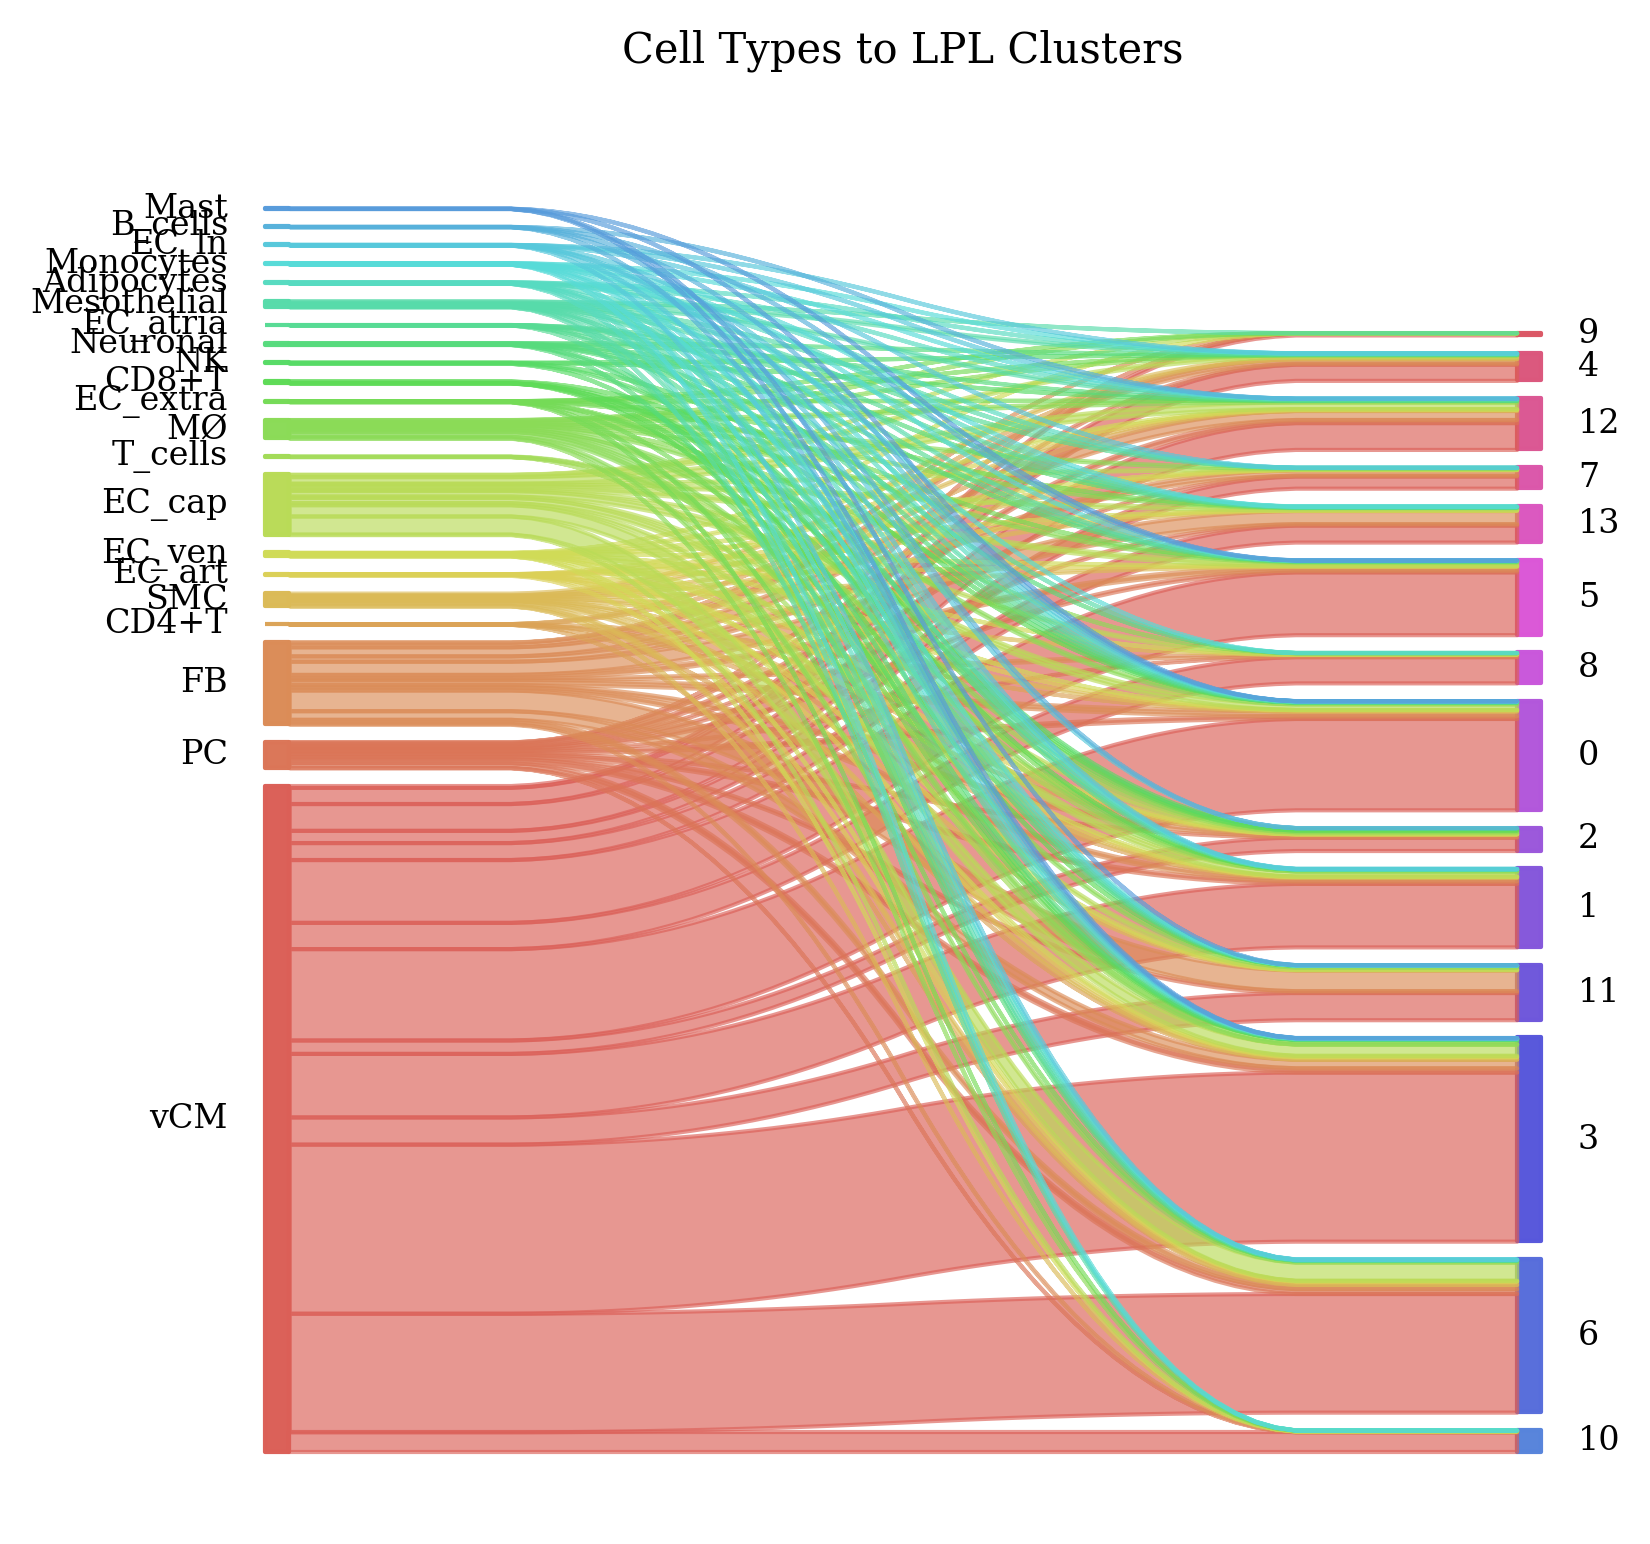 Cell Types to LPL Clusters
Mast
B_cells
EC_ln
Monocytes
Adipocytes
Mesothelial
EC_atria
Neuronal
NK
CD8+T
EC_extra
MØ
T_cells
EC_cap
EC_ven
EC_art
SMC
CD4+T
FB
PC
vCM
9
4
12
7
13
5
8
0
2
1
11
3
6
10